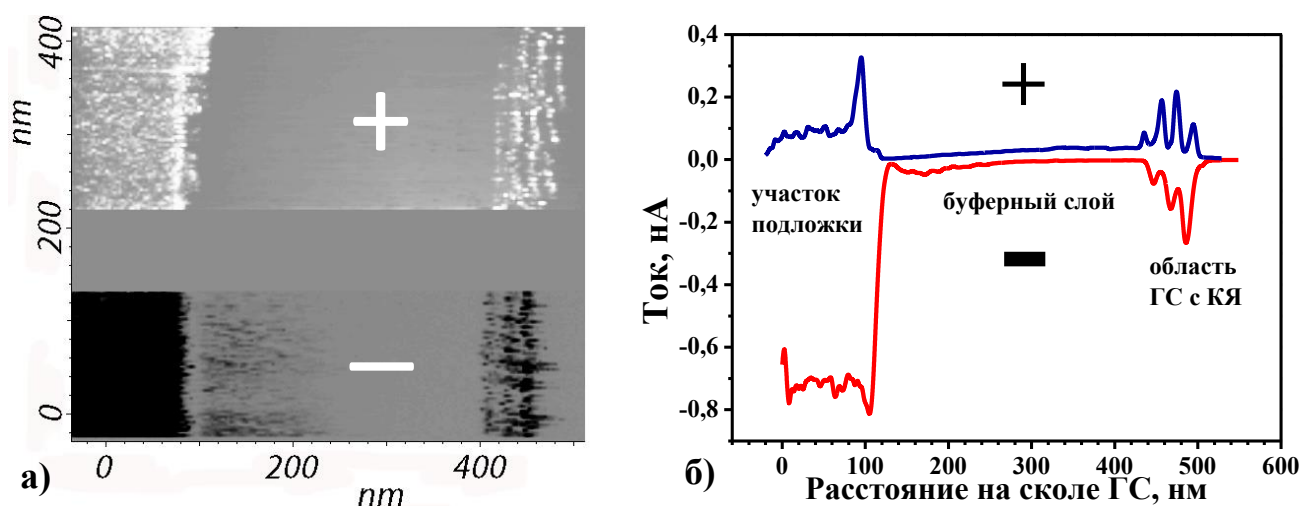 400
nm
200
0
0
200
400
nm
а)
+
−
0,4
0,2
0,0
-0,2
-0,4
-0,6
-0,8
Ток, нА
+
участок
подложки
буферный слой
−
область
ГС с КЯ
0
100
200
300
400
500
600
Расстояние на сколе ГС, нм
б)